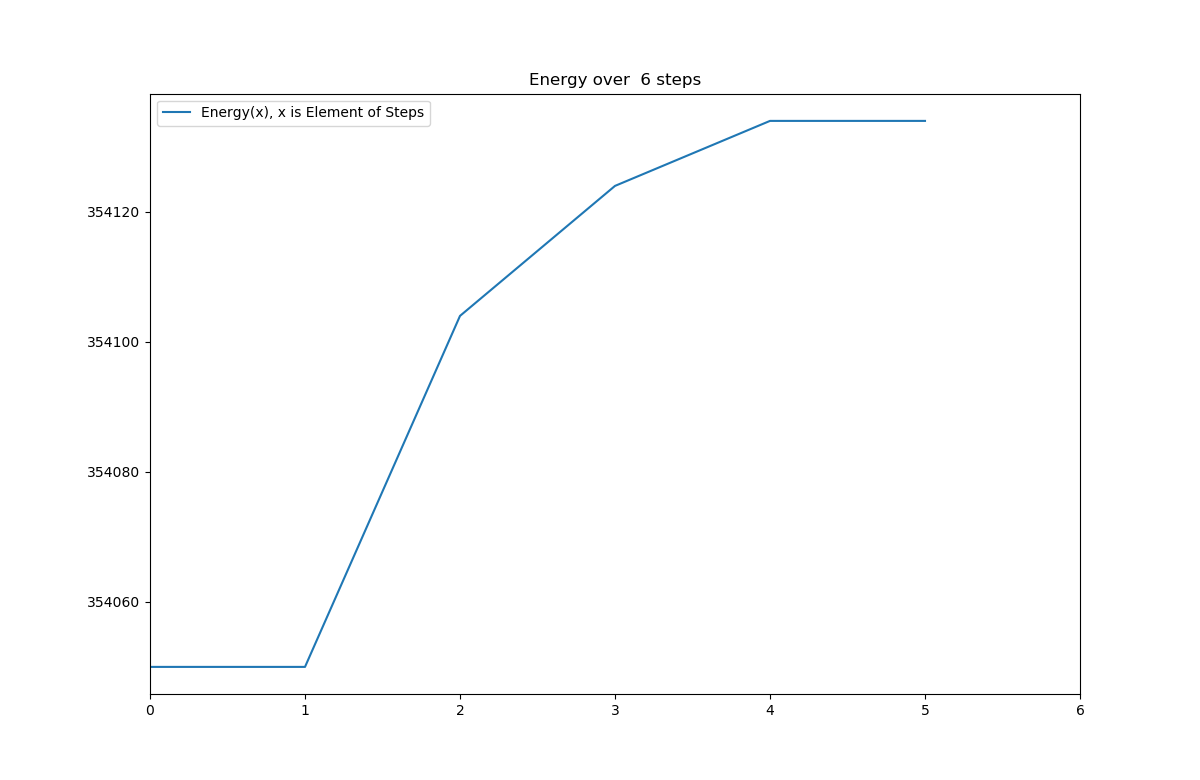 Energy over  6 steps
Energy(x), x is Element of Steps
354120
354100
354080
354060
0 1 2 3 4 5 6